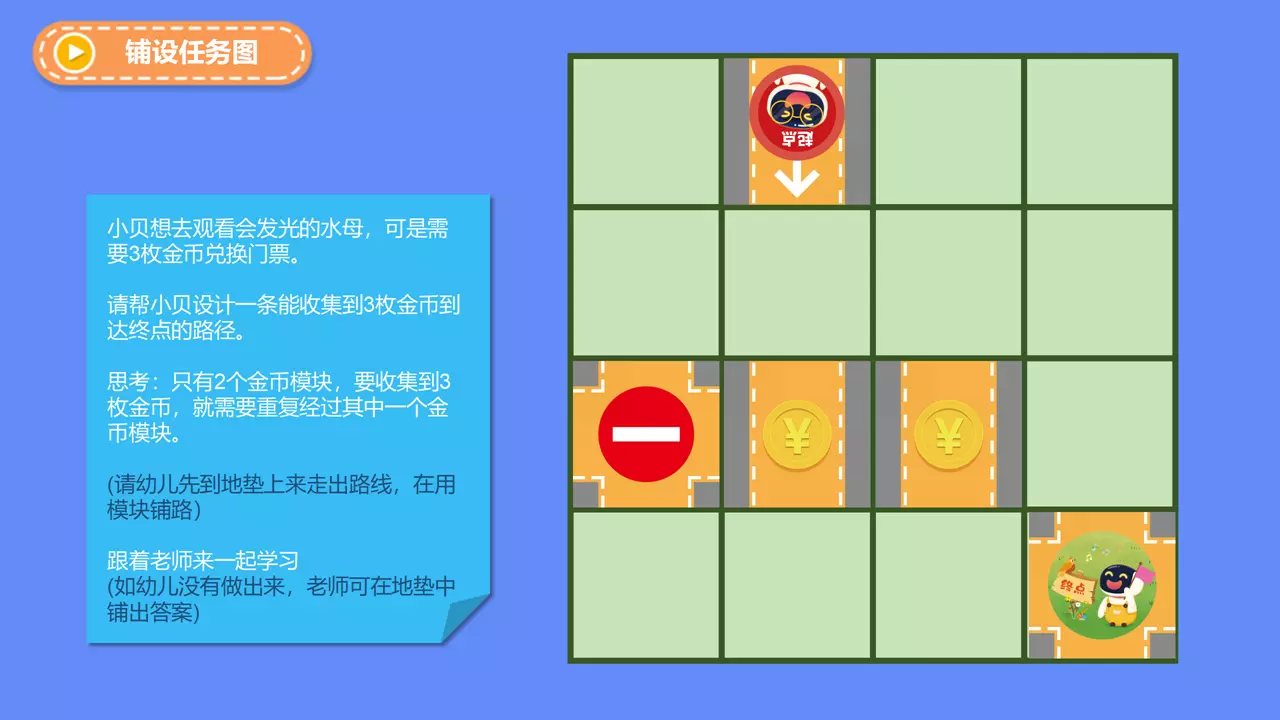 铺设任务图
小贝想去观看会发光的水母，可是需
要3枚金币兑换门票。
请帮小贝设计一条能收集到3枚金币到
达终点的路径。
思考：只有2个金币模块，要收集到3
枚金币，就需要重复经过其中一个金
币模块。
(请幼儿先到地垫上来走出路线，在用
模块铺路）
跟着老师来一起学习
(如幼儿没有做出来，老师可在地垫中
铺出答案)
起点
¥
¥
终点